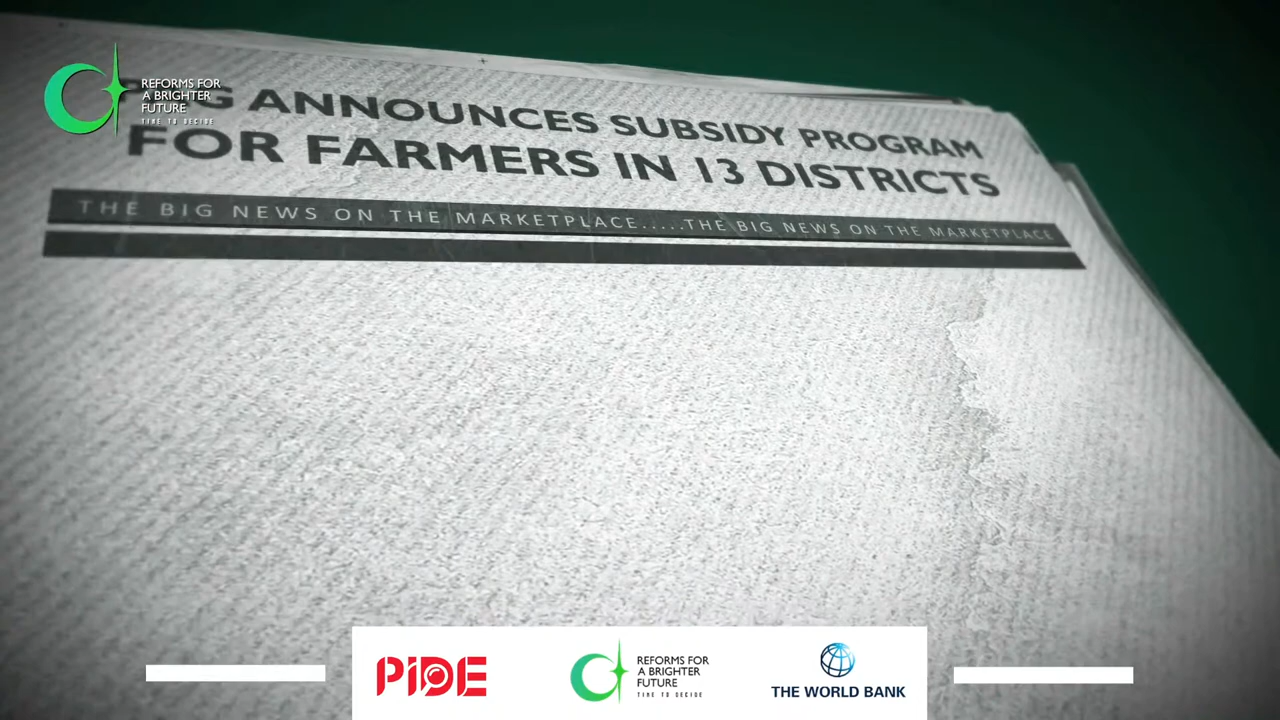 REFORMS FOR
A BRIGHTER
FUTURE
TIME TO DECIDE
ANNOUNCES SUBSIDY PROGRAM
FOR FARMERS IN 13 DISTRICTS
THE BIG NEWS ON THE MARKETPLACE.....THE BIG NEWS ON THE MARKETPLACE
PIDE
REFORMS FOR
A BRIGHTER
FUTURE
TIME TO DECIDE
THE WORLD BANK